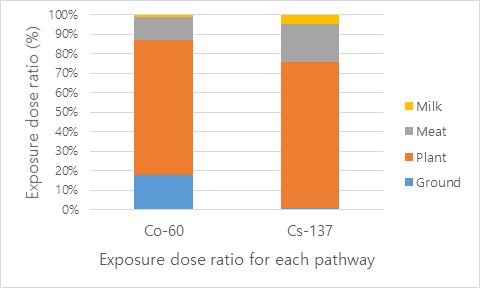 100%
90%
80%
70%
60%
50%
40%
30%
20%
10%
0%
Exposure dose ratio (%)
Co-60
Cs-137
Exposure dose ratio for each pathway
Milk
Meat
Plant
Ground